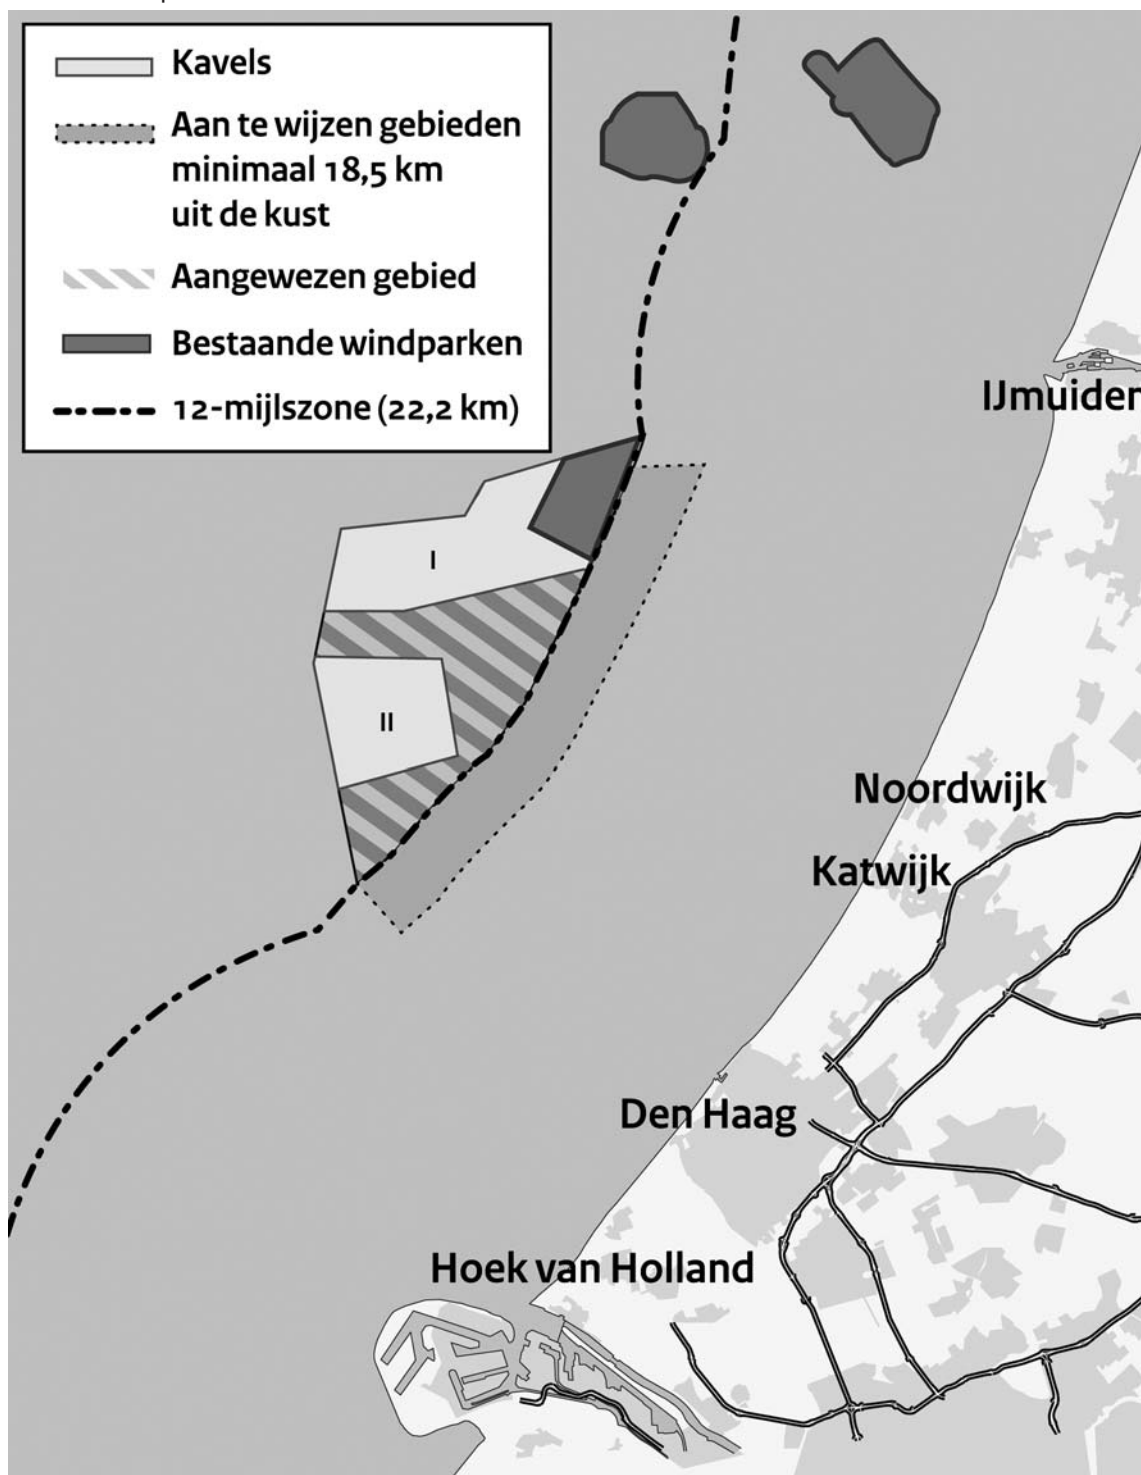 Kavels
Aan te wijzen gebieden
minimaal 18,5 km
uit de kust
Aangewezen gebied
Bestaande windparken
12-mijlszone (22,2 km)
IJmuiden
I
II
Noordwijk
Katwijk
Den Haag
Hoek van Holland